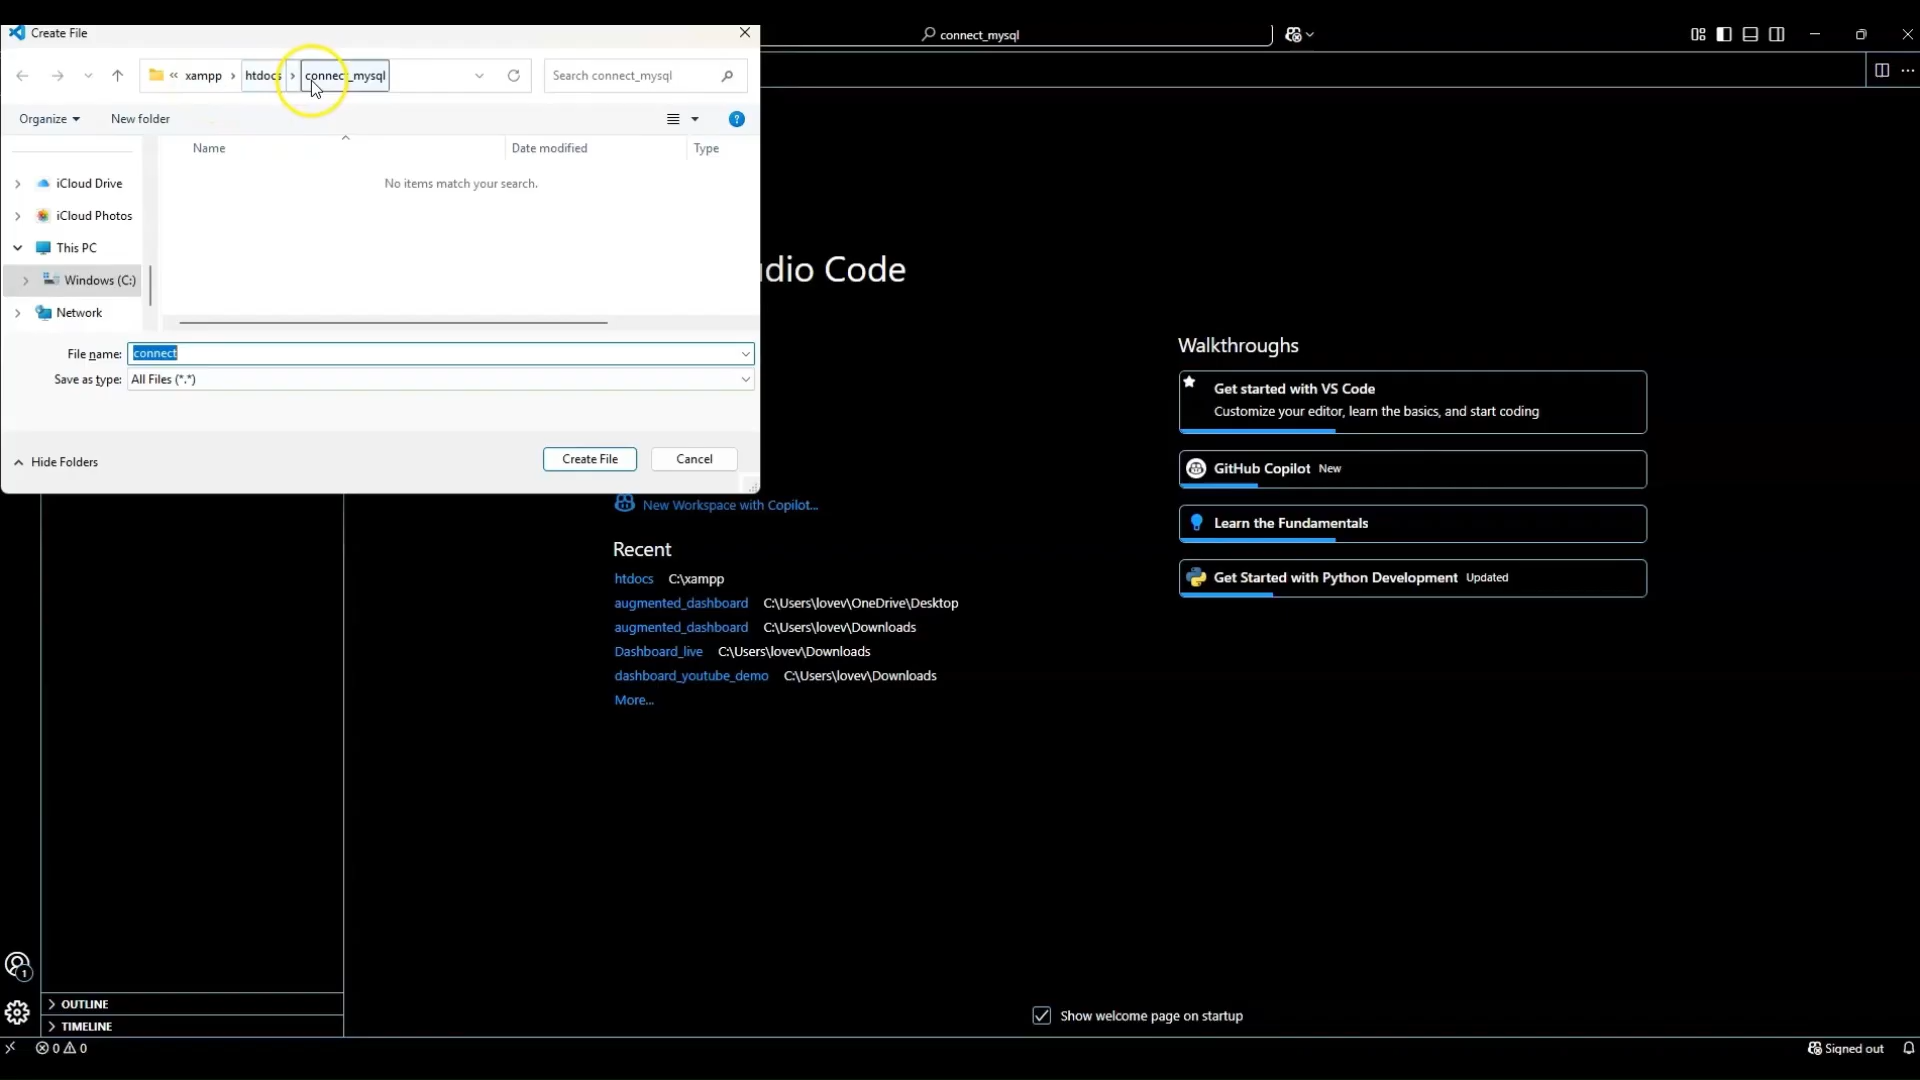 Create File
xampp > htdocs > connect_mysql
Search connect_mysql
connect_mysql
Organize
New folder
?
Name
Date modified
Type
No items match your search.
iCloud Drive
iCloud Photos
This PC
Windows (C:)
Network
File name:
connect
Save as type:
All Files (*.*)
Hide Folders
Create File
Cancel
dio Code
New Workspace with Copilot...
Recent
htdocs C:\xampp
augmented_dashboard C:\Users\lovev\OneDrive\Desktop
augmented_dashboard C:\Users\lovev\Downloads
Dashboard_live C:\Users\lovev\Downloads
dashboard_youtube_demo C:\Users\lovev\Downloads
More...
Walkthroughs
Get started with VS Code
Customize your editor, learn the basics, and start coding
GitHub Copilot New
Learn the Fundamentals
Get Started with Python Development Updated
1
OUTLINE
TIMELINE
Show welcome page on startup
0 0
Signed out